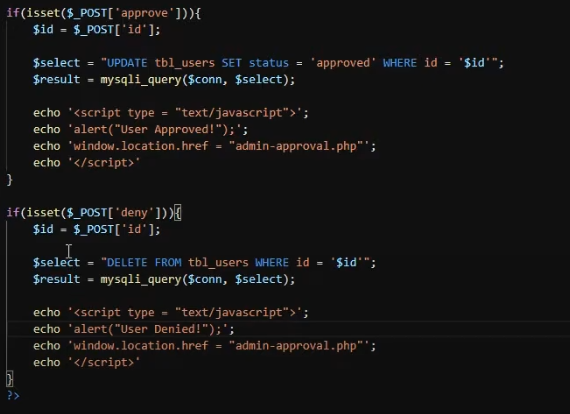 if(isset($_POST['approve'])){
$id = $_POST['id'];
$select = "UPDATE tbl_users SET status = 'approved' WHERE id = '$id'";
$result = mysqli_query($conn, $select);
echo '<script type = "text/javascript">';
echo 'alert("User Approved!");';
echo 'window.location.href = "admin-approval.php"';
echo '</script>'
}
if(isset($_POST['deny'])){
$id = $_POST['id'];
$select = "DELETE FROM tbl_users WHERE id = '$id'";
$result = mysqli_query($conn, $select);
echo '<script type = "text/javascript">';
echo 'alert("User Denied!");';
echo 'window.location.href = "admin-approval.php"';
echo '</script>'
}
?>